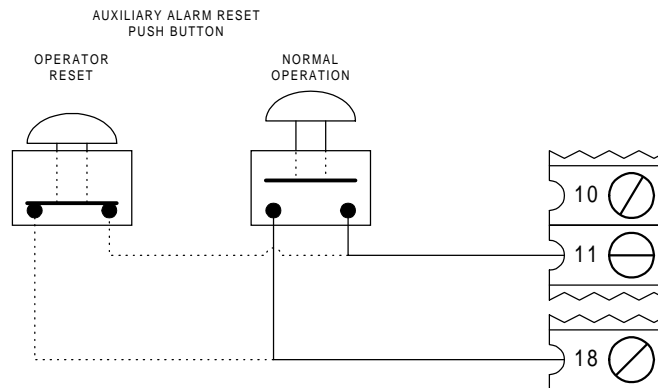 AUXILIARY ALARM RESET
PUSH BUTTON
OPERATOR
RESET
NORMAL
OPERATION
10
11
18